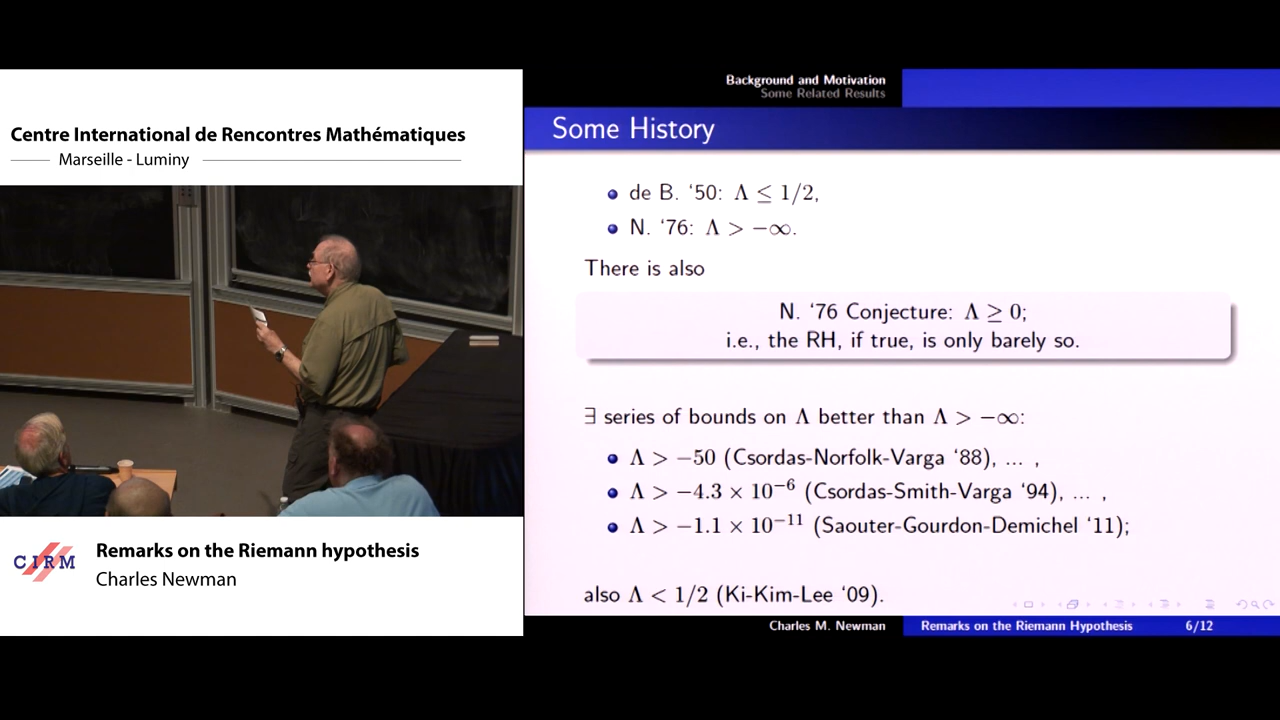 Centre International de Rencontres Mathématiques
Marseille - Luminy
CIRM
Remarks on the Riemann hypothesis
Charles Newman
Background and Motivation
Some Related Results
Some History
de B. ‘50: Λ ≤ 1/2,
N. ‘76: Λ > −∞.
There is also
N. ‘76 Conjecture: Λ ≥ 0;
i.e., the RH, if true, is only barely so.
∃ series of bounds on Λ better than Λ > −∞:
Λ > −50 (Csordas-Norfolk-Varga ‘88), ... ,
Λ > −4.3 × 10⁻⁶ (Csordas-Smith-Varga ‘94), ... ,
Λ > −1.1 × 10⁻¹¹ (Saouter-Gourdon-Demichel ‘11);
also Λ < 1/2 (Ki-Kim-Lee ‘09).
Charles M. Newman
Remarks on the Riemann Hypothesis
6/12